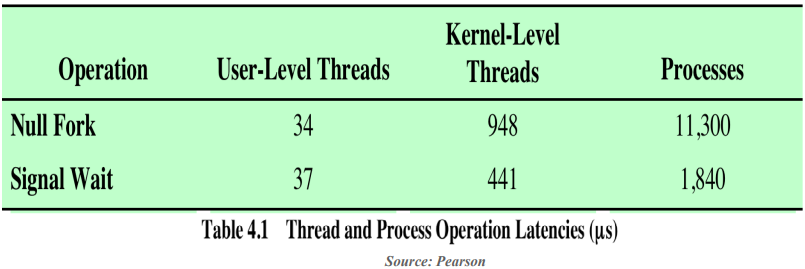 Operation User-Level Threads Kernel-Level Threads Processes
Null Fork 34 948 11,300
Signal Wait 37 441 1,840
Table 4.1 Thread and Process Operation Latencies (μs)
Source: Pearson